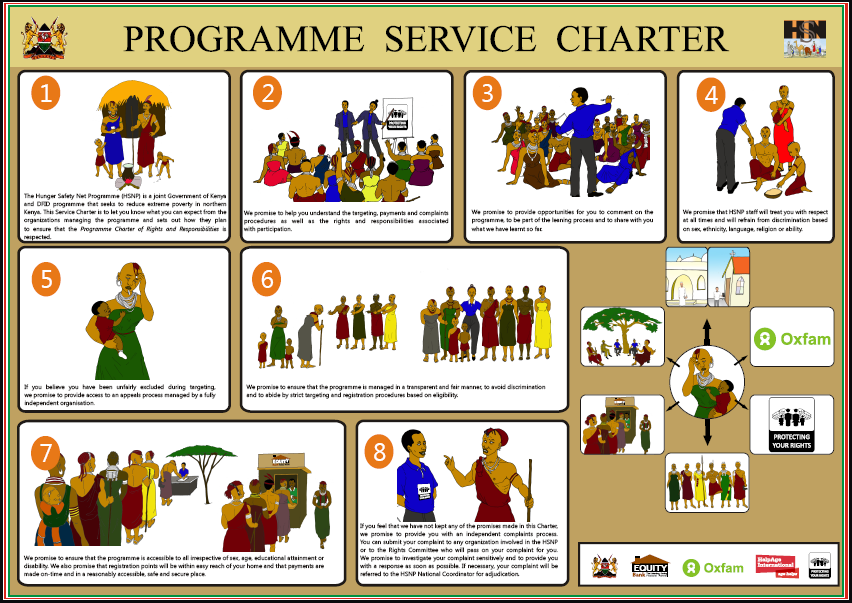 PROGRAMME SERVICE CHARTER
HSN
1
The Hunger Safety Net Programme (HSNP) is a joint Government of Kenya
and DFID programme that seeks to reduce extreme poverty in northern
Kenya. This Service Charter is to let you know what you can expect from the
organizations managing the programme and sets out how they plan
to ensure that the Programme Charter of Rights and Responsibilities is
respected.
2
PROTECTING
YOUR RIGHTS
We promise to help you understand the targeting, payments and complaints
procedures as well as the rights and responsibilities associated
with participation.
3
We promise to provide opportunities for you to comment on the
programme, to be part of the leening process and to share with you
what we have learnt so far.
4
We promise that HSNP staff will treat you with respect
at all times and will refrain from discrimination based
on sex, ethnicity, language, religion or ability.
5
If you believe you have been unfairly excluded during targeting,
we promise to provide access to an appeals process managed by a fully
independent organisation.
6
We promise to ensure that the programme is managed in a transparent and fair manner, to avoid discrimination
and to abide by strict targeting and registration procedures based on eligibility.
Oxfam
PROTECTING
YOUR RIGHTS
7
EQUITY
We promise to ensure that the programme is accessible to all irrespective of sex, age, educational attainment or
disability. We also promise that registration points will be within easy reach of your home and that payments are
made on-time and in a reasonably accessible, safe and secure place.
8
If you feel that we have not kept any of the promises made in this Charter,
we promise to provide you with an independent complaints process.
You can submit your complaint to any organization involved in the HSNP
or to the Rights Committee who will pass on your complaint for you.
We promise to investigate your complaint sensitively and to provide you
with a response as soon as possible. If necessary, your complaint will be
referred to the HSNP National Coordinator for adjudication.
EQUITY
Bank
Oxfam
HelpAge
International
age helps
PROTECTING
YOUR RIGHTS